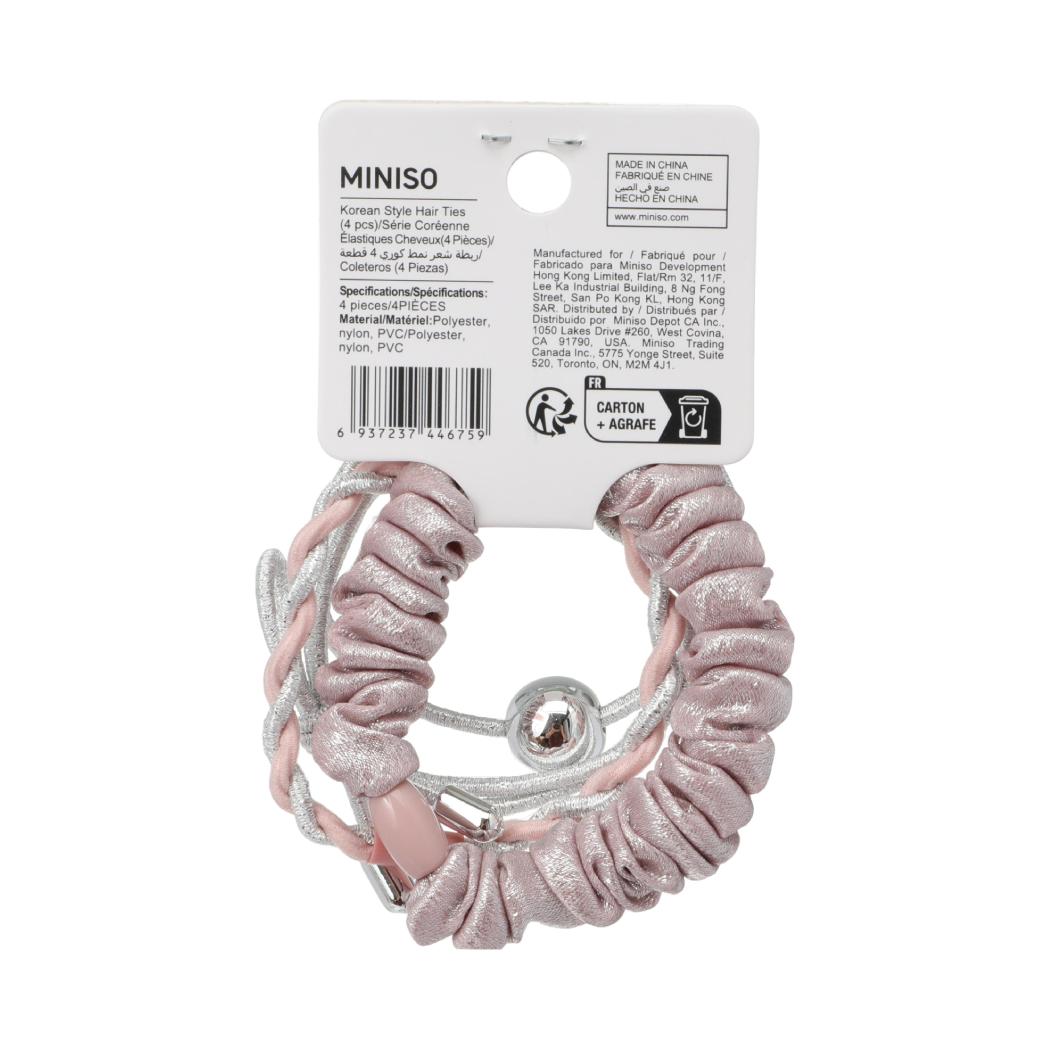 MINISO
Korean Style Hair Ties
(4 pcs)/Série Coréenne
Élastiques Cheveux(4 Pièces)/
ربطة شعر نمط كوري 4 قطعة/
Coleteros (4 Piezas)
Specifications/Spécifications:
4 pieces/4PIÈCES
Material/Matériel:Polyester,
nylon, PVC/Polyester,
nylon, PVC
6 937237 446759
MADE IN CHINA
FABRIQUÉ EN CHINE
صنع في الصين
HECHO EN CHINA
www.miniso.com
Manufactured for / Fabriqué pour /
Fabricado para Miniso Development
Hong Kong Limited, Flat/Rm 32, 11/F,
Lee Ka Industrial Building, 8 Ng Fong
Street, San Po Kong KL, Hong Kong
SAR. Distributed by / Distribués par /
Distribuido por Miniso Depot CA Inc.,
1050 Lakes Drive #260, West Covina,
CA 91790, USA. Miniso Trading
Canada Inc., 5775 Yonge Street, Suite
520, Toronto, ON, M2M 4J1.
FR
CARTON
+ AGRAFE